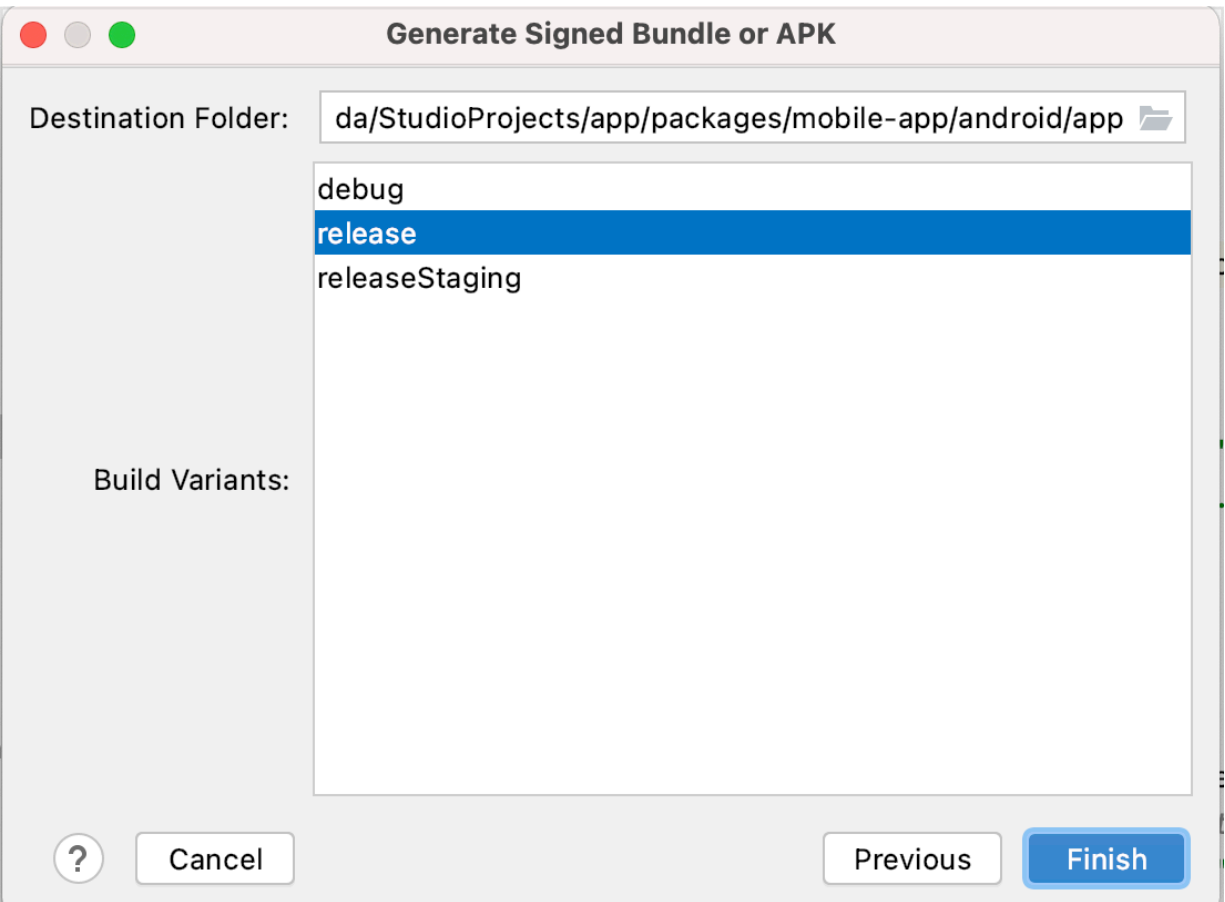 Generate Signed Bundle or APK
Destination Folder: da/StudioProjects/app/packages/mobile-app/android/app
debug
release
releaseStaging
Build Variants:
? Cancel Previous Finish